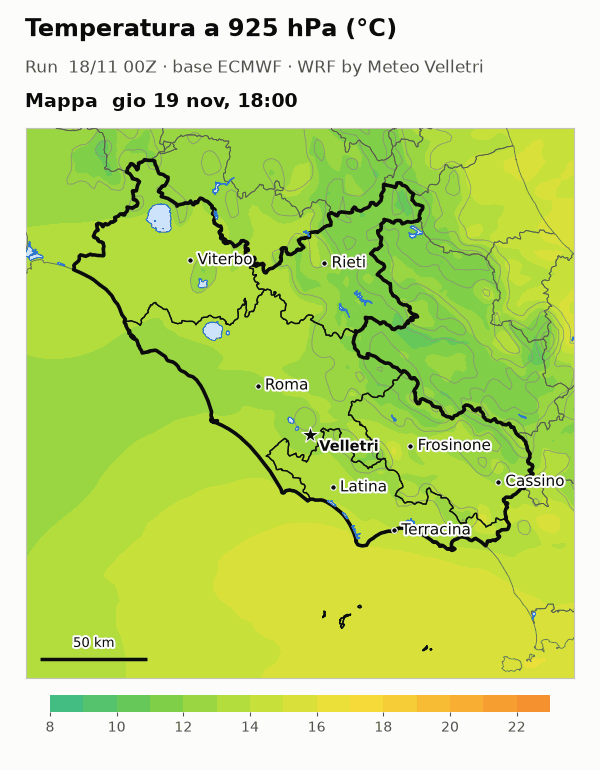 Temperatura a 925 hPa (°C)
Run  18/11 00Z · base ECMWF · WRF by Meteo Velletri
Mappa  gio 19 nov, 18:00
Viterbo
Rieti
Roma
Velletri
Frosinone
Latina
Cassino
Terracina
50 km
8 10 12 14 16 18 20 22